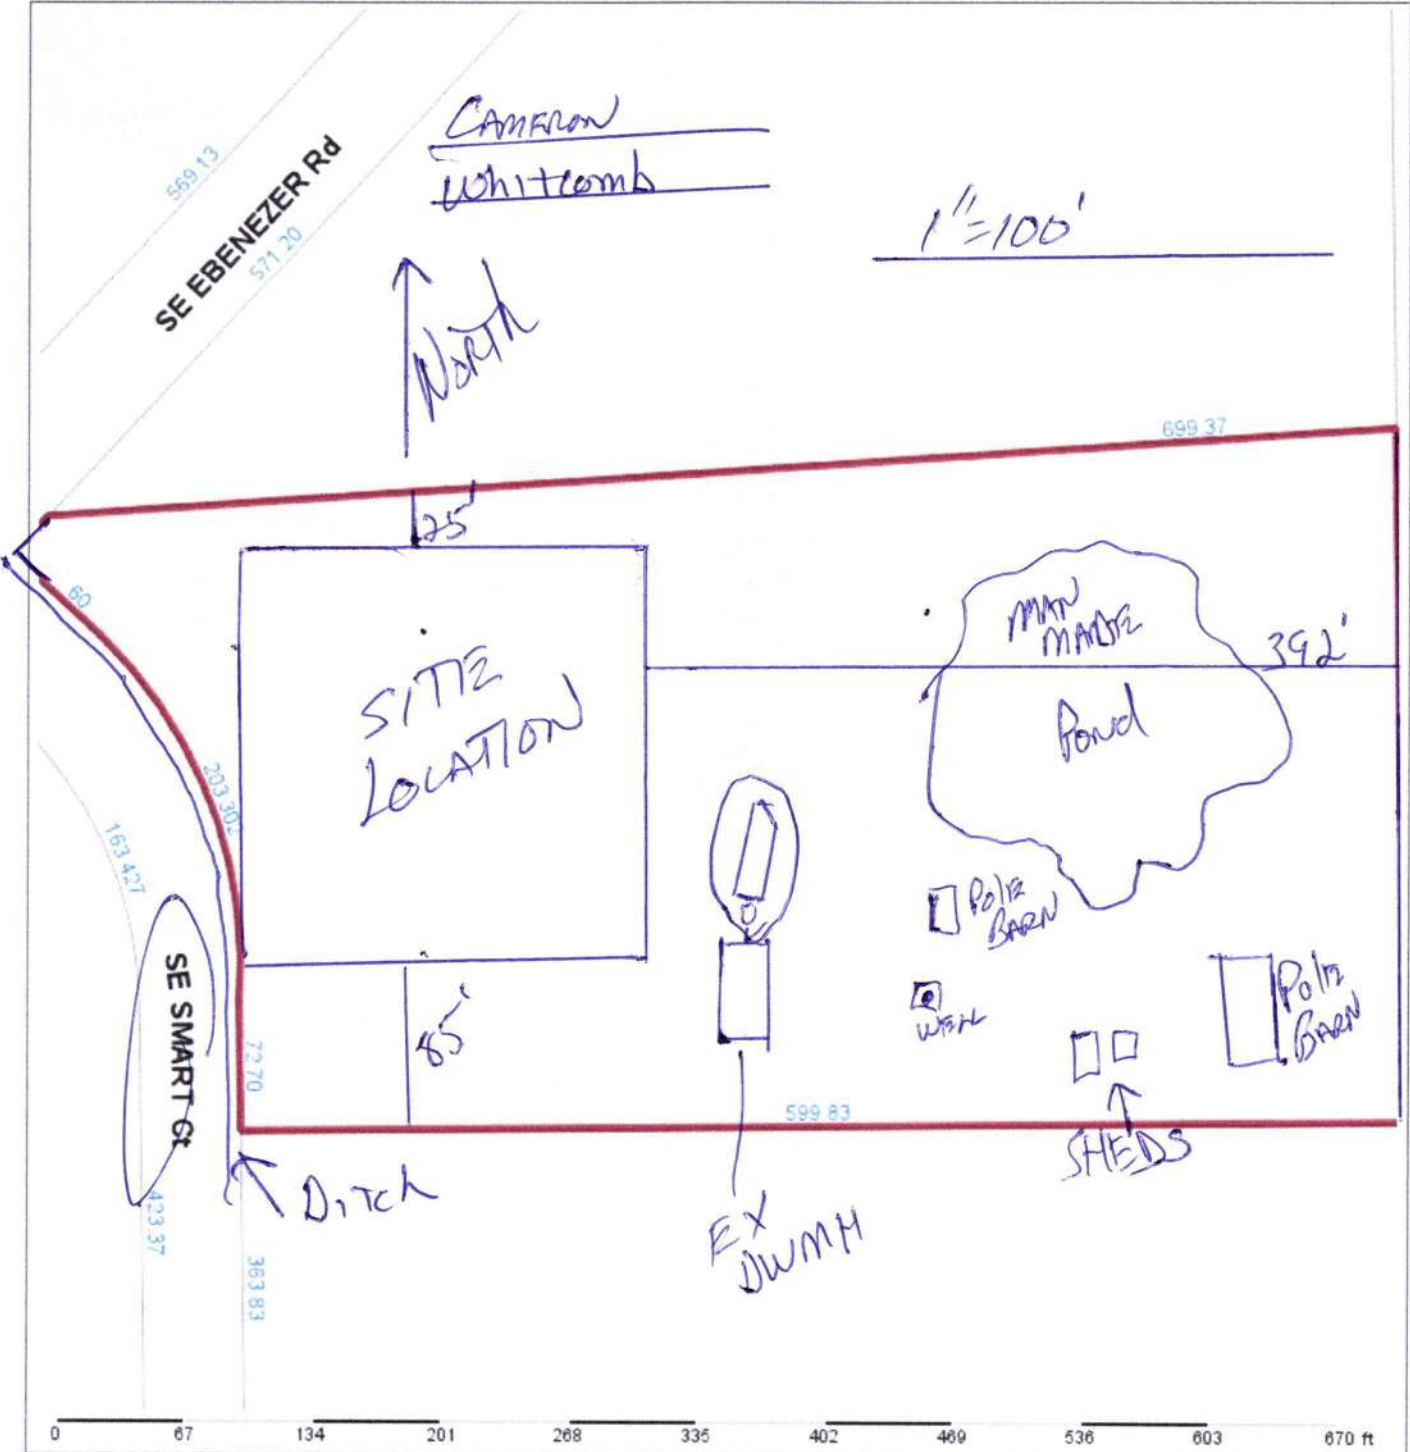 CAMERON
Whitcomb
1"=100'
569.13
SE EBENEZER Rd
571.20
NORTH
699.37
25'
60
SITE
LOCATION
MAN
MADE
Pond
392'
203.302
163.427
SE SMART Ct
72.70
85'
Pole
BARN
WELL
Pole
BARN
599.83
SHEDS
Ditch
EX
DWMH
423.37
363.83
0 67 134 201 268 335 402 469 536 603 670 ft